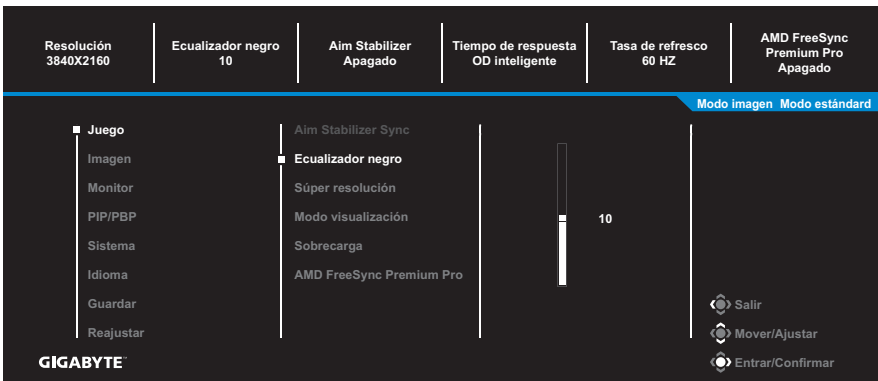 Resolución
3840X2160
Ecualizador negro
10
Aim Stabilizer
Apagado
Tiempo de respuesta
OD inteligente
Tasa de refresco
60 HZ
AMD FreeSync
Premium Pro
Apagado
Modo imagen Modo estándard
Juego
Imagen
Monitor
PIP/PBP
Sistema
Idioma
Guardar
Reajustar
Aim Stabilizer Sync
Ecualizador negro
Súper resolución
Modo visualización
Sobrecarga
AMD FreeSync Premium Pro
10
Salir
Mover/Ajustar
Entrar/Confirmar
GIGABYTE™